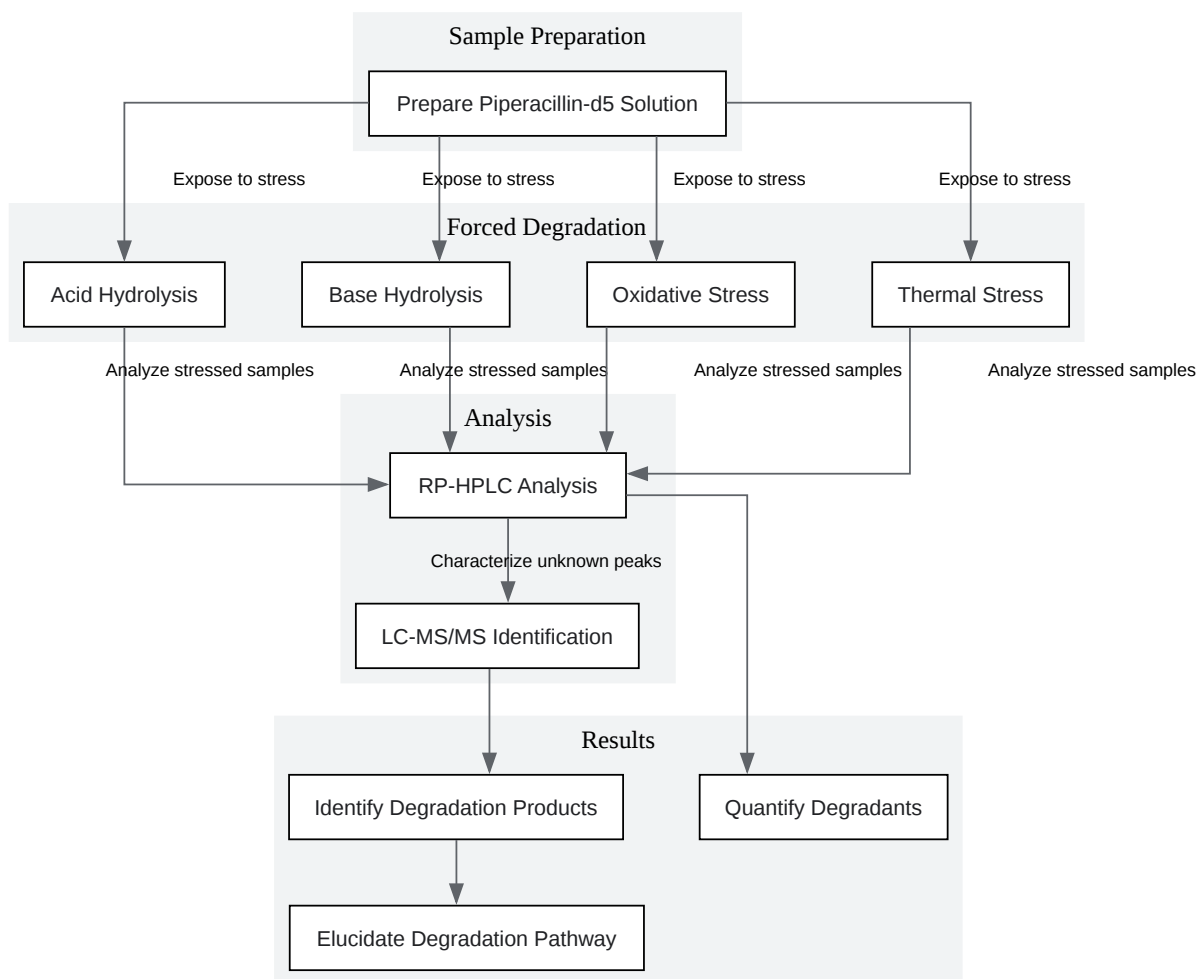 Sample Preparation
Prepare Piperacillin-d5 Solution
Expose to stress
Expose to stress
Expose to stress
Expose to stress
Forced Degradation
Acid Hydrolysis
Base Hydrolysis
Oxidative Stress
Thermal Stress
Analyze stressed samples
Analyze stressed samples
Analyze stressed samples
Analyze stressed samples
Analysis
RP-HPLC Analysis
Characterize unknown peaks
LC-MS/MS Identification
Results
Identify Degradation Products
Quantify Degradants
Elucidate Degradation Pathway